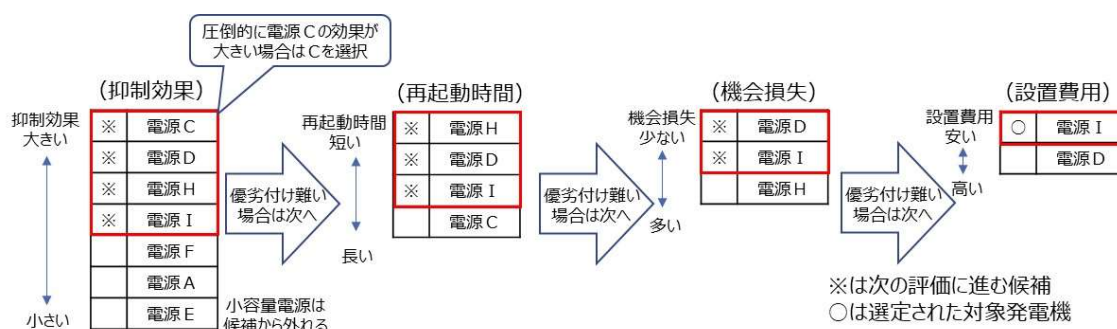 圧倒的に電源Cの効果が
大きい場合はCを選択
(抑制効果)
抑制効果
大きい
小さい
※ 電源C
※ 電源D
※ 電源H
※ 電源I
電源F
電源A
電源E
小容量電源は
候補から外れる
優劣付け難い
場合は次へ
(再起動時間)
再起動時間
短い
長い
※ 電源H
※ 電源D
※ 電源I
電源C
優劣付け難い
場合は次へ
(機会損失)
機会損失
少ない
多い
※ 電源D
※ 電源I
電源H
優劣付け難い
場合は次へ
(設置費用)
設置費用
安い
高い
○ 電源I
電源D
※は次の評価に進む候補
○は選定された対象発電機